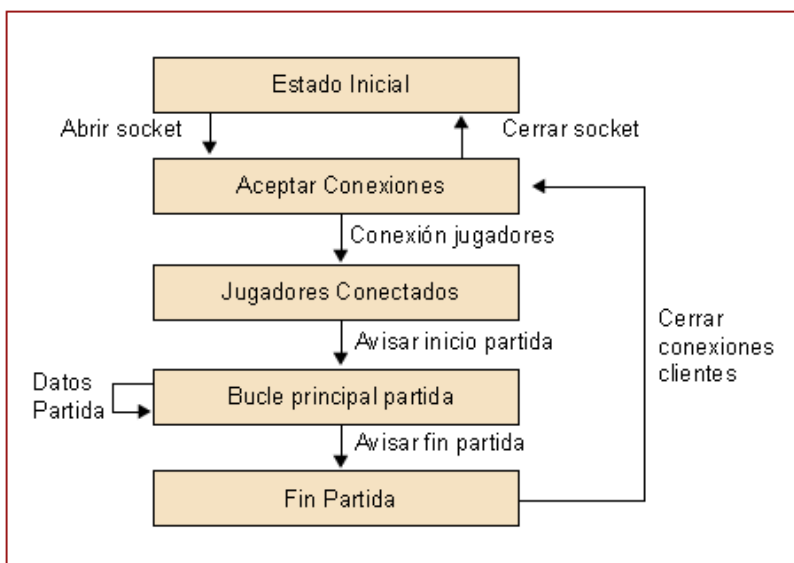 Estado Inicial
Abrir socket
Cerrar socket
Aceptar Conexiones
Conexión jugadores
Jugadores Conectados
Avisar inicio partida
Cerrar
conexiones
clientes
Datos
Partida
Bucle principal partida
Avisar fin partida
Fin Partida